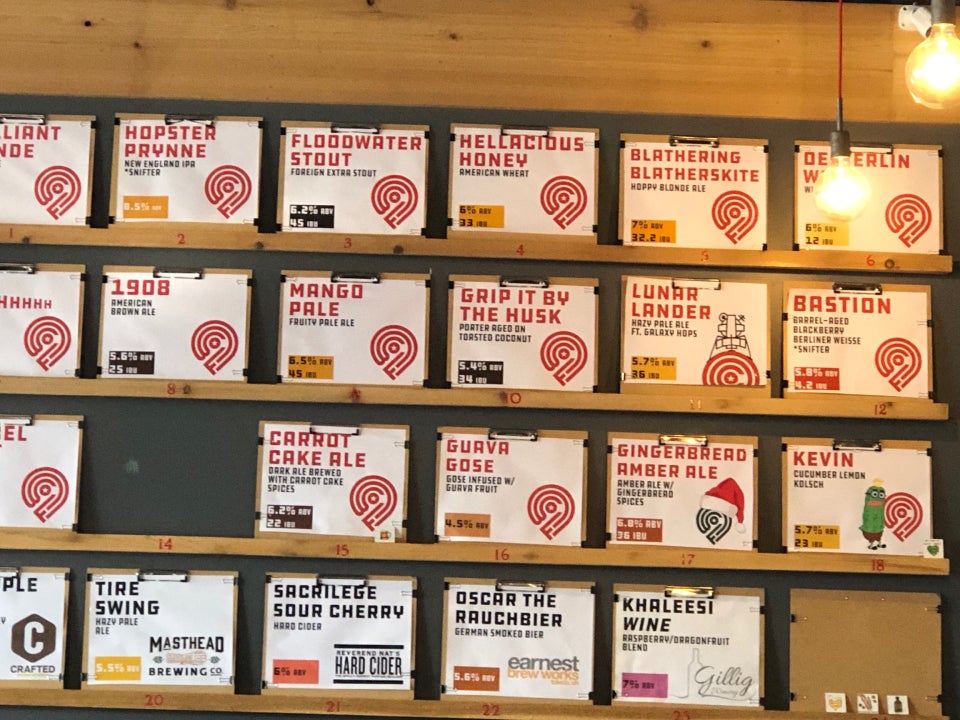 HOPSTER
PRYNNE
NEW ENGLAND IPA
*SNIFTER
8.5% ABV
FLOODWATER
STOUT
FOREIGN EXTRA STOUT
6.2% ABV
45 IBU
HELLACIOUS
HONEY
AMERICAN WHEAT
6% ABV
33 IBU
BLATHERING
BLATHERSKITE
HOPPY BLONDE ALE
7% ABV
32.2 IBU
6% ABV
12 IBU
1
2
3
4
5
6
1908
AMERICAN
BROWN ALE
5.6% ABV
25 IBU
MANGO
PALE
FRUITY PALE ALE
6.5% ABV
45 IBU
GRIP IT BY
THE HUSK
PORTER AGED ON
TOASTED COCONUT
5.4% ABV
34 IBU
LUNAR
LANDER
HAZY PALE ALE
FT. GALAXY HOPS
5.7% ABV
36 IBU
BASTION
BARREL-AGED
BLACKBERRY
BERLINER WEISSE
*SNIFTER
5.8% ABV
4.2 IBU
8
9
10
11
12
CARROT
CAKE ALE
DARK ALE BREWED
WITH CARROT CAKE
SPICES
6.2% ABV
22 IBU
GUAVA
GOSE
GOSE INFUSED W/
GUAVA FRUIT
4.5% ABV
GINGERBREAD
AMBER ALE
AMBER ALE W/
GINGERBREAD
SPICES
6.8% ABV
36 IBU
KEVIN
CUCUMBER LEMON
KOLSCH
5.7% ABV
23 IBU
14
15
16
17
18
PLE
C
CRAFTED
TIRE
SWING
HAZY PALE
ALE
5.5% ABV
MASTHEAD
BREWING CO.
SACRILEGE
SOUR CHERRY
HARD CIDER
6% ABV
REVEREND NAT'S
HARD CIDER
OSCAR THE
RAUCHBIER
GERMAN SMOKED BIER
5.6% ABV
earnest
brew works
KHALEESI
WINE
RASPBERRY/DRAGONFRUIT
BLEND
7% ABV
Gillig
20
21
22
23